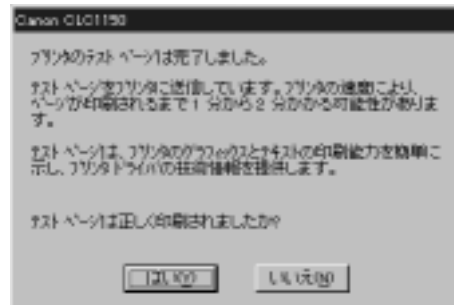 Canon CLC1150
プリンタのテスト ページは完了しました。
テスト ページをプリンタに送信しています。プリンタの速度により、
ページが印刷されるまで 1 分から 2 分かかる可能性がありま
す。
テスト ページは、プリンタのグラフィックスとテキストの印刷能力を簡単に
示し、プリンタ ドライバの技術情報を提供します。
テスト ページは正しく印刷されましたか?
はい(Y)
いいえ(N)